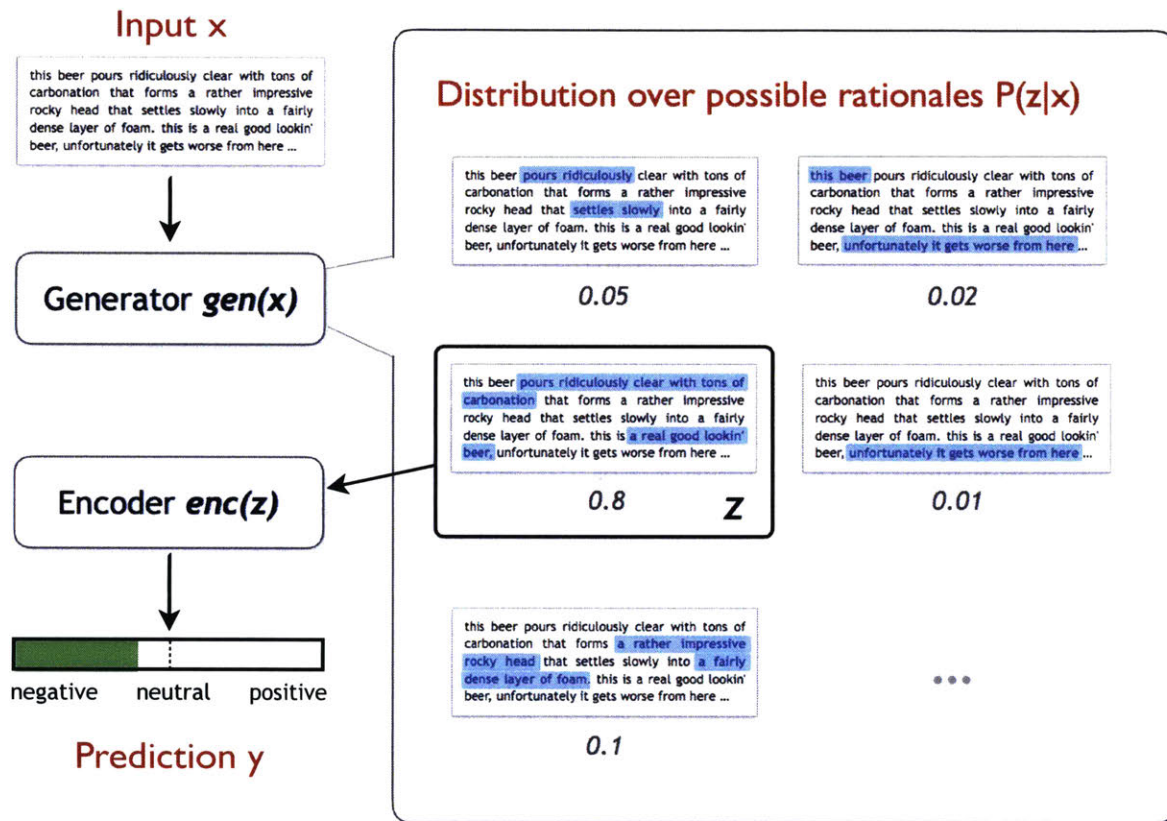 Input x
this beer pours ridiculously clear with tons of
carbonation that forms a rather impressive
rocky head that settles slowly into a fairly
dense layer of foam. this is a real good lookin'
beer, unfortunately it gets worse from here ...
Generator gen(x)
Encoder enc(z)
negative neutral positive
Prediction y
Distribution over possible rationales P(z|x)
this beer pours ridiculously clear with tons of
carbonation that forms a rather impressive
rocky head that settles slowly into a fairly
dense layer of foam. this is a real good lookin'
beer, unfortunately it gets worse from here ...
0.05
this beer pours ridiculously clear with tons of
carbonation that forms a rather impressive
rocky head that settles slowly into a fairly
dense layer of foam. this is a real good lookin'
beer, unfortunately it gets worse from here ...
0.02
this beer pours ridiculously clear with tons of
carbonation that forms a rather impressive
rocky head that settles slowly into a fairly
dense layer of foam. this is a real good lookin'
beer, unfortunately it gets worse from here ...
0.8 z
this beer pours ridiculously clear with tons of
carbonation that forms a rather impressive
rocky head that settles slowly into a fairly
dense layer of foam. this is a real good lookin'
beer, unfortunately it gets worse from here ...
0.01
this beer pours ridiculously clear with tons of
carbonation that forms a rather impressive
rocky head that settles slowly into a fairly
dense layer of foam. this is a real good lookin'
beer, unfortunately it gets worse from here ...
0.1
...